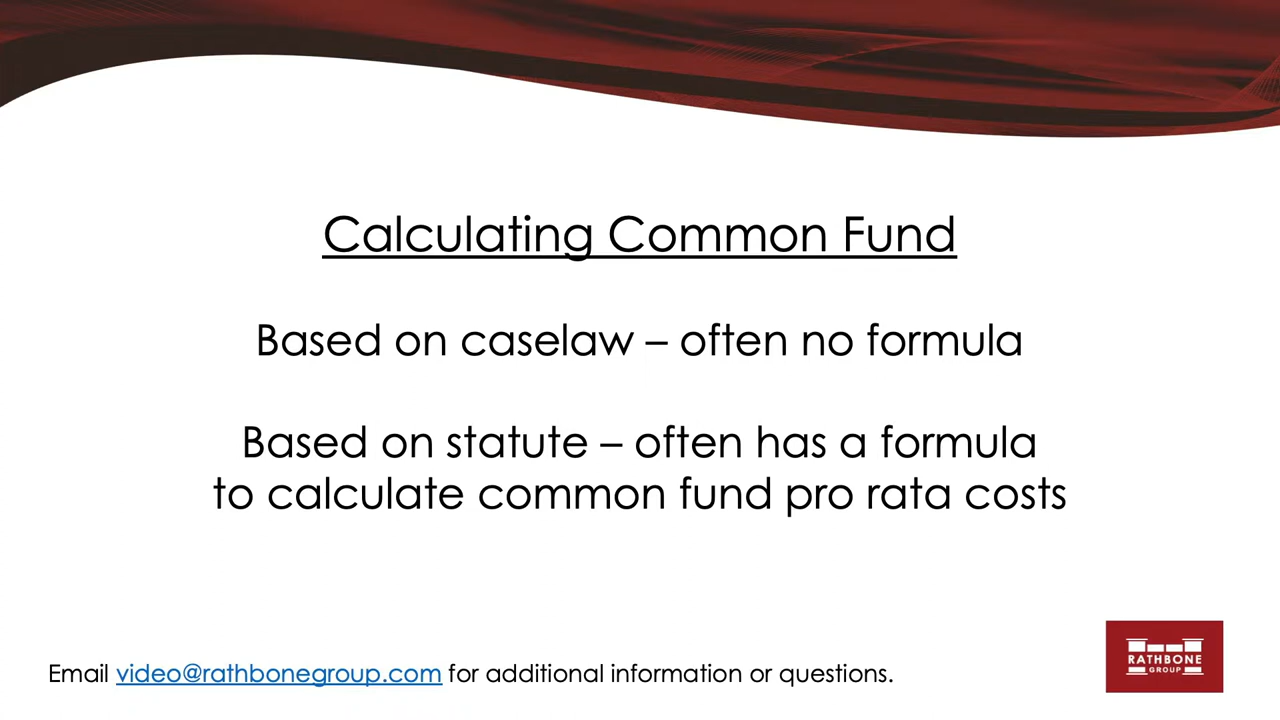 Calculating Common Fund
Based on caselaw – often no formula
Based on statute – often has a formula
to calculate common fund pro rata costs
Email video@rathbonegroup.com for additional information or questions.
RATHBONE
GROUP